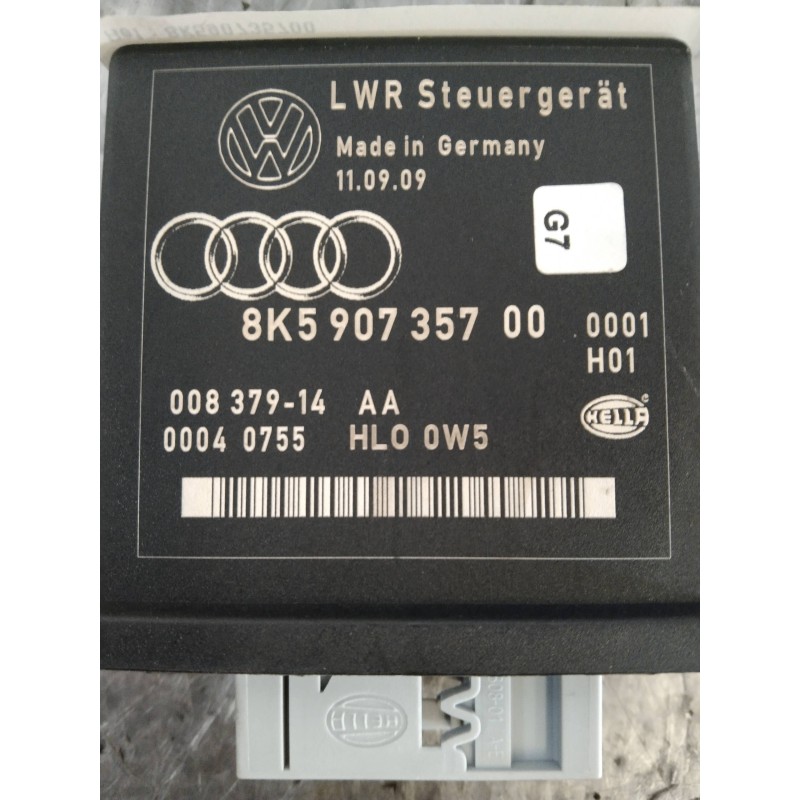 8K590735700
LWR Steuergerät
Made in Germany
11.09.09
G7
8K5 907 357 00 0001
H01
008 379-14 AA
0004 0755 HLO 0W5
HELLA
HELLA